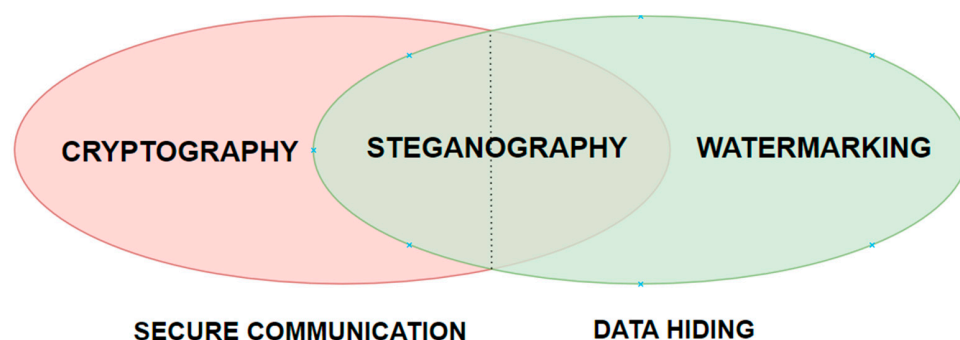 CRYPTOGRAPHY STEGANOGRAPHY WATERMARKING
SECURE COMMUNICATION DATA HIDING